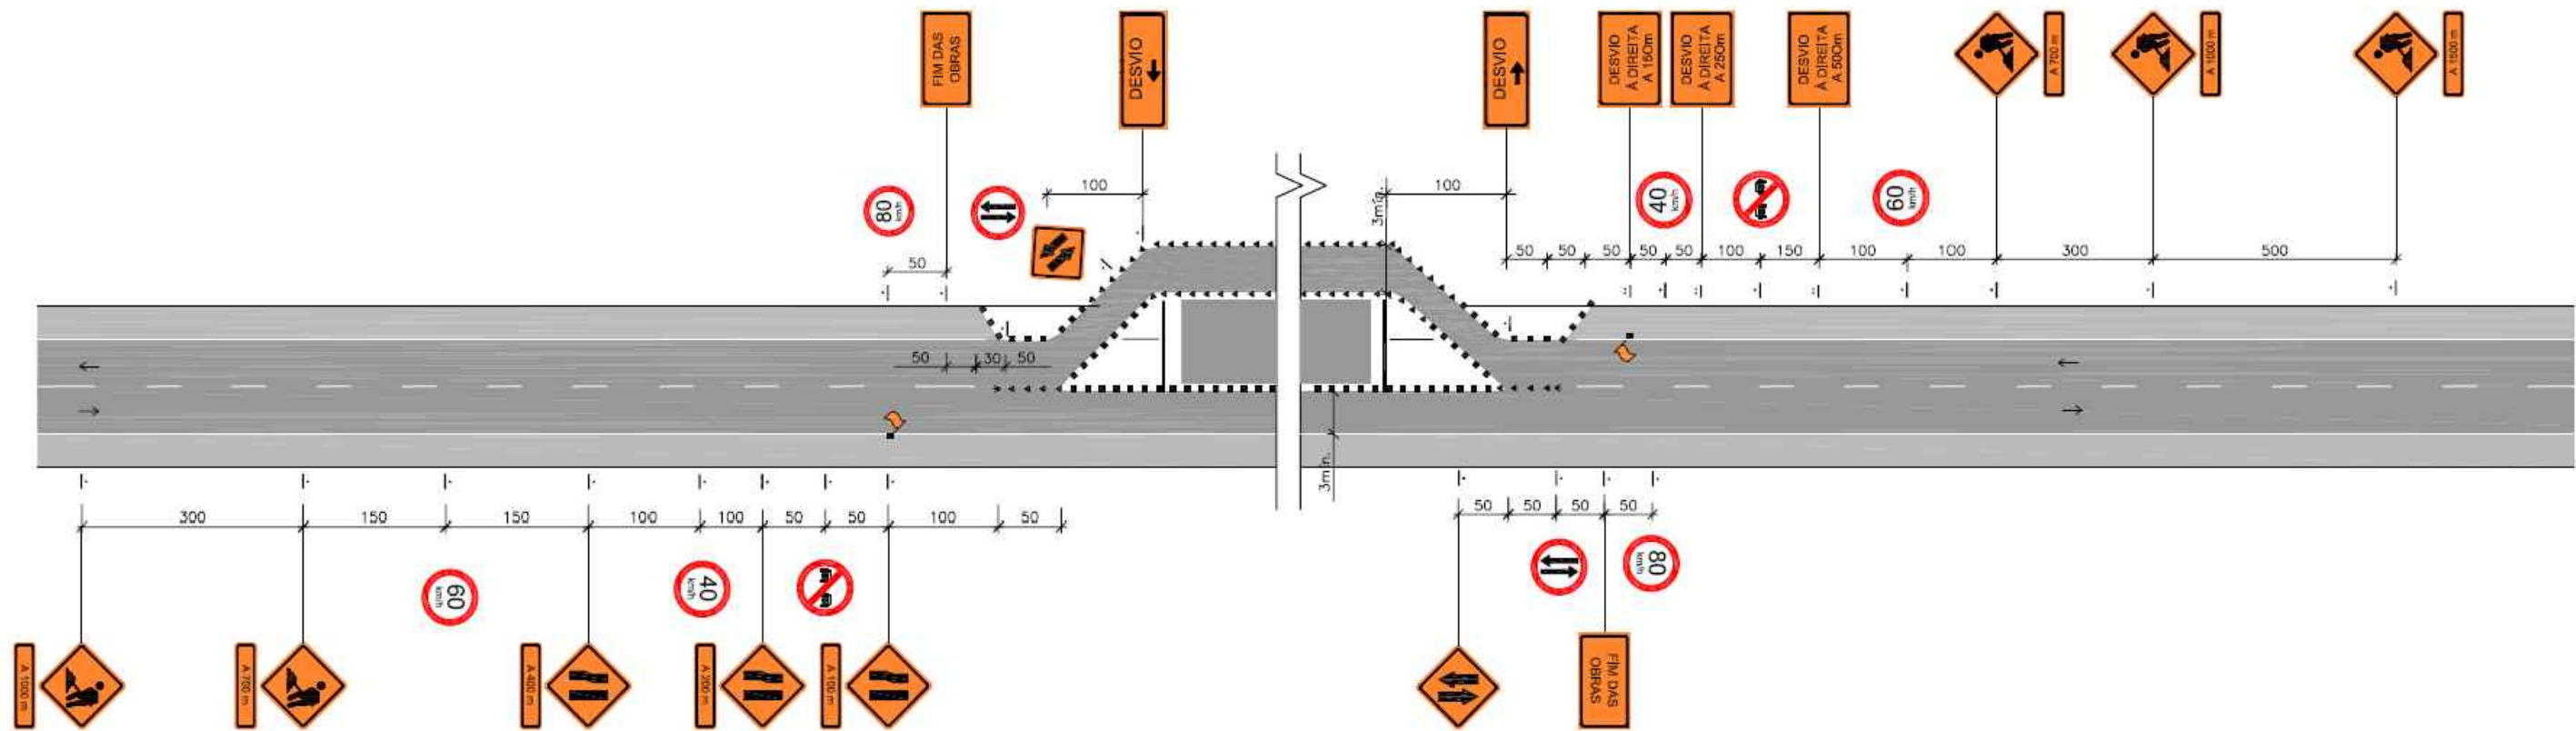 FIM DAS
OBRAS
DESVIO
DESVIO
DESVIO
À DIREITA
A 150m
DESVIO
À DIREITA
A 250m
DESVIO
À DIREITA
A 500m
A 700 m
A 1000 m
A 1500 m
80
km/h
100
3mín.
100
40
km/h
60
km/h
50
50 50 50 50 50 100 150 100 100 300 500
50 30 50
3mín.
300 150 150 100 100 50 50 100 50
50 50 50 50
60
km/h
40
km/h
80
km/h
A 1000 m
A 700 m
A 400 m
A 200 m
A 100 m
FIM DAS
OBRAS